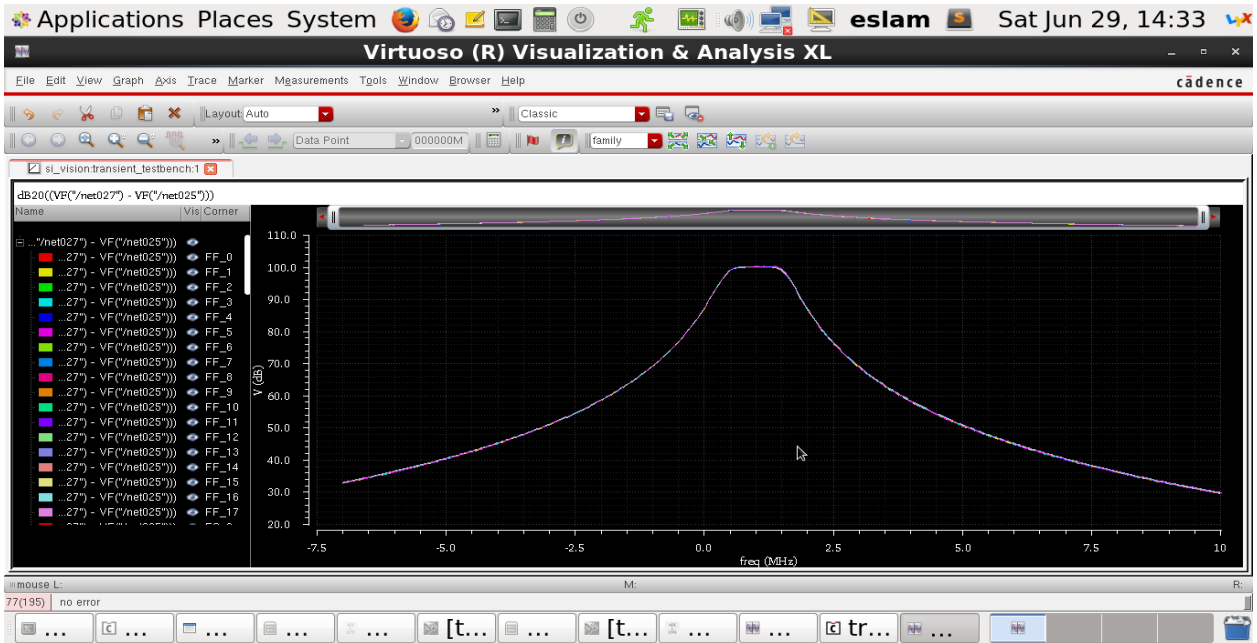 Applications Places System eslam S Sat Jun 29, 14:33
Virtuoso (R) Visualization & Analysis XL
File Edit View Graph Axis Trace Marker Measurements Tools Window Browser Help cādence
Layout: Auto » Classic
» Data Point 000000M family
si_vision:transient_testbench:1
dB20((VF("/net027") - VF("/net025")))
Name Vis Corner
..."/net027") - VF("/net025")))
...27") - VF("/net025"))) FF_0
...27") - VF("/net025"))) FF_1
...27") - VF("/net025"))) FF_2
...27") - VF("/net025"))) FF_3
...27") - VF("/net025"))) FF_4
...27") - VF("/net025"))) FF_5
...27") - VF("/net025"))) FF_6
...27") - VF("/net025"))) FF_7
...27") - VF("/net025"))) FF_8
...27") - VF("/net025"))) FF_9
...27") - VF("/net025"))) FF_10
...27") - VF("/net025"))) FF_11
...27") - VF("/net025"))) FF_12
...27") - VF("/net025"))) FF_13
...27") - VF("/net025"))) FF_14
...27") - VF("/net025"))) FF_15
...27") - VF("/net025"))) FF_16
...27") - VF("/net025"))) FF_17
110.0
100.0
90.0
80.0
70.0
60.0
50.0
40.0
30.0
20.0
V (dB)
-7.5 -5.0 -2.5 0.0 2.5 5.0 7.5 10
freq (MHz)
mouse L: M: R:
77(195) no error
... ... ... ... ... [t... ... [t... ... ... tr... ...